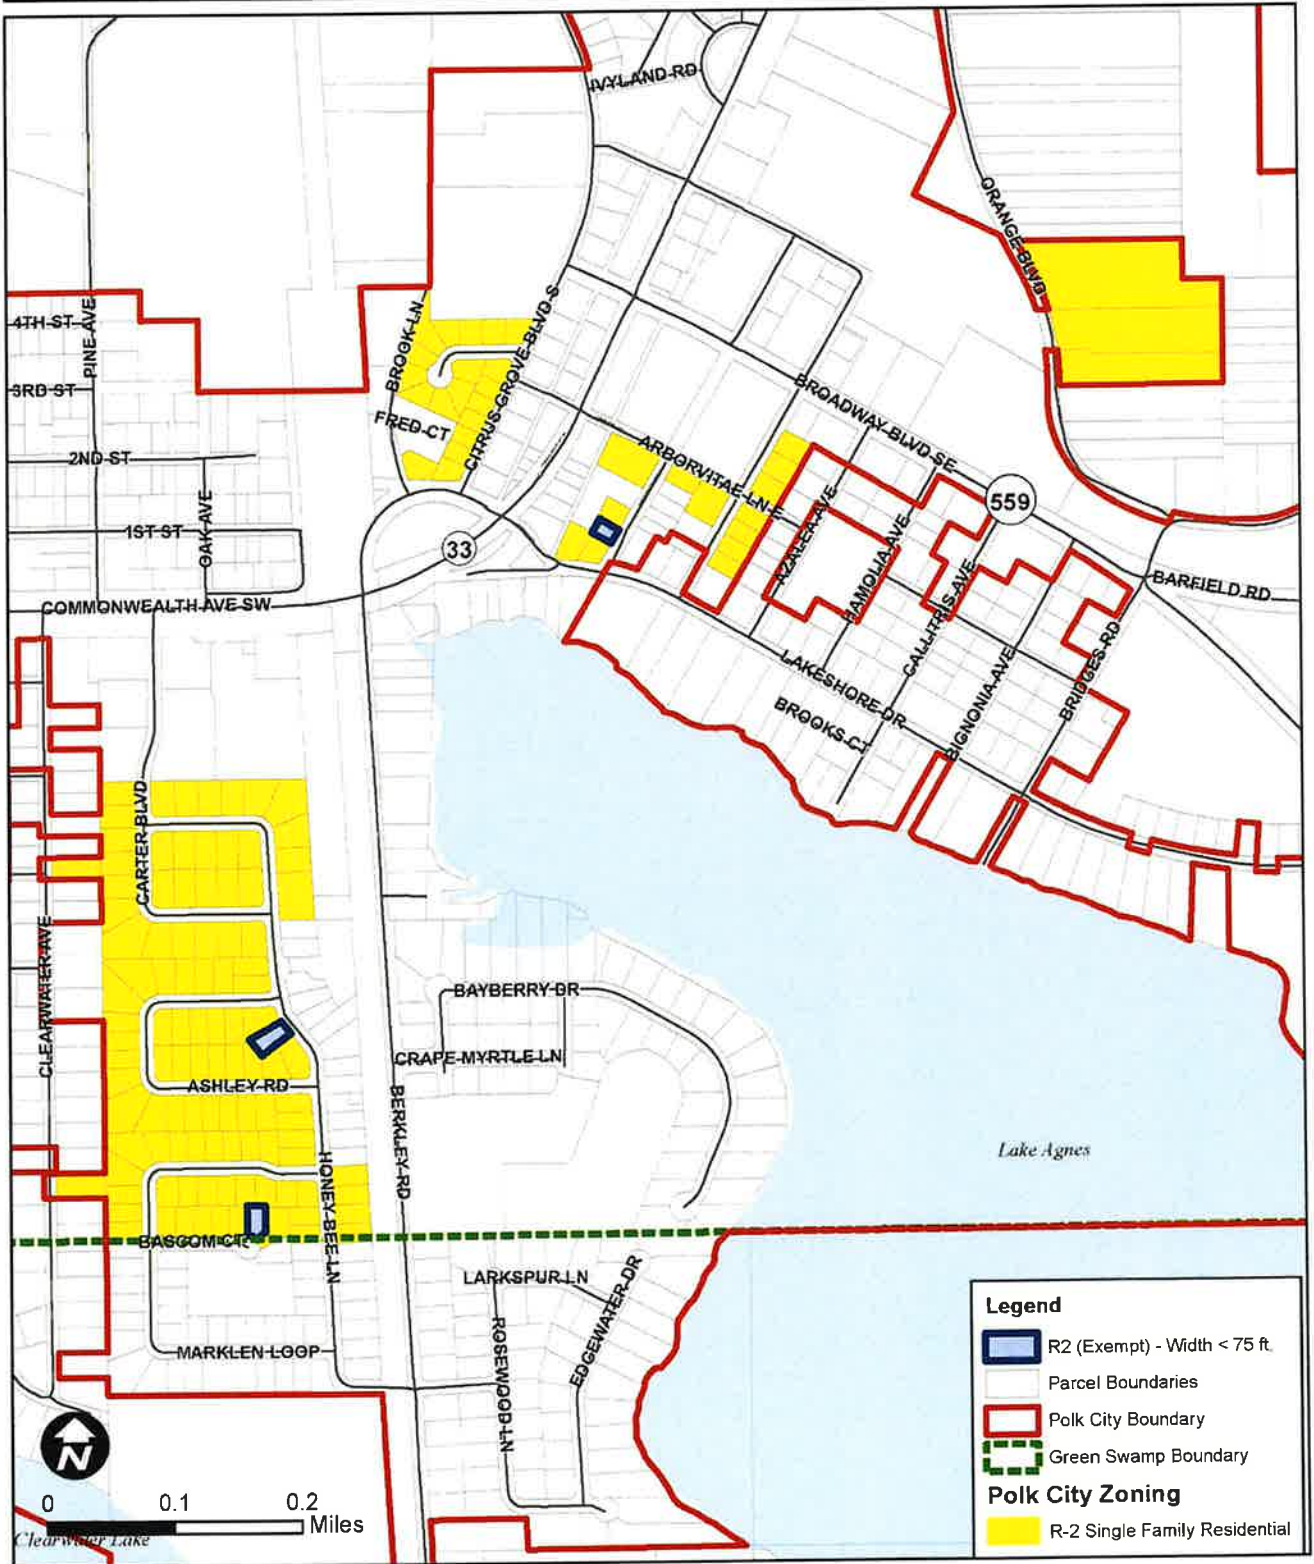 IVYLAND RD
ORANGE BLVD
4TH ST
PINE AVE
3RD ST
BROOK LN
CITRUS GROVE BLVD S
FRED CT
2ND ST
OAK AVE
1ST ST
33
BROADWAY BLVD SE
ARBORVITAE LN E
559
AZALEA AVE
HAMOLIA AVE
CALLITRIS AVE
BARFIELD RD
COMMONWEALTH AVE SW
LAKESHORE DR
BROOKS CT
BIGNONIA AVE
BRIDGES RD
CARTER BLVD
CLEARWATER AVE
BAYBERRY DR
CRAPE MYRTLE LN
ASHLEY RD
BERKLEY RD
HONEY BEE LN
Lake Agnes
BASCOM CT
LARKSPUR LN
EDGEWATER DR
ROSEWOOD LN
MARKLEN LOOP
N
0 0.1 0.2
Miles
Clearwater Lake
Legend
R2 (Exempt) - Width < 75 ft.
Parcel Boundaries
Polk City Boundary
Green Swamp Boundary
Polk City Zoning
R-2 Single Family Residential